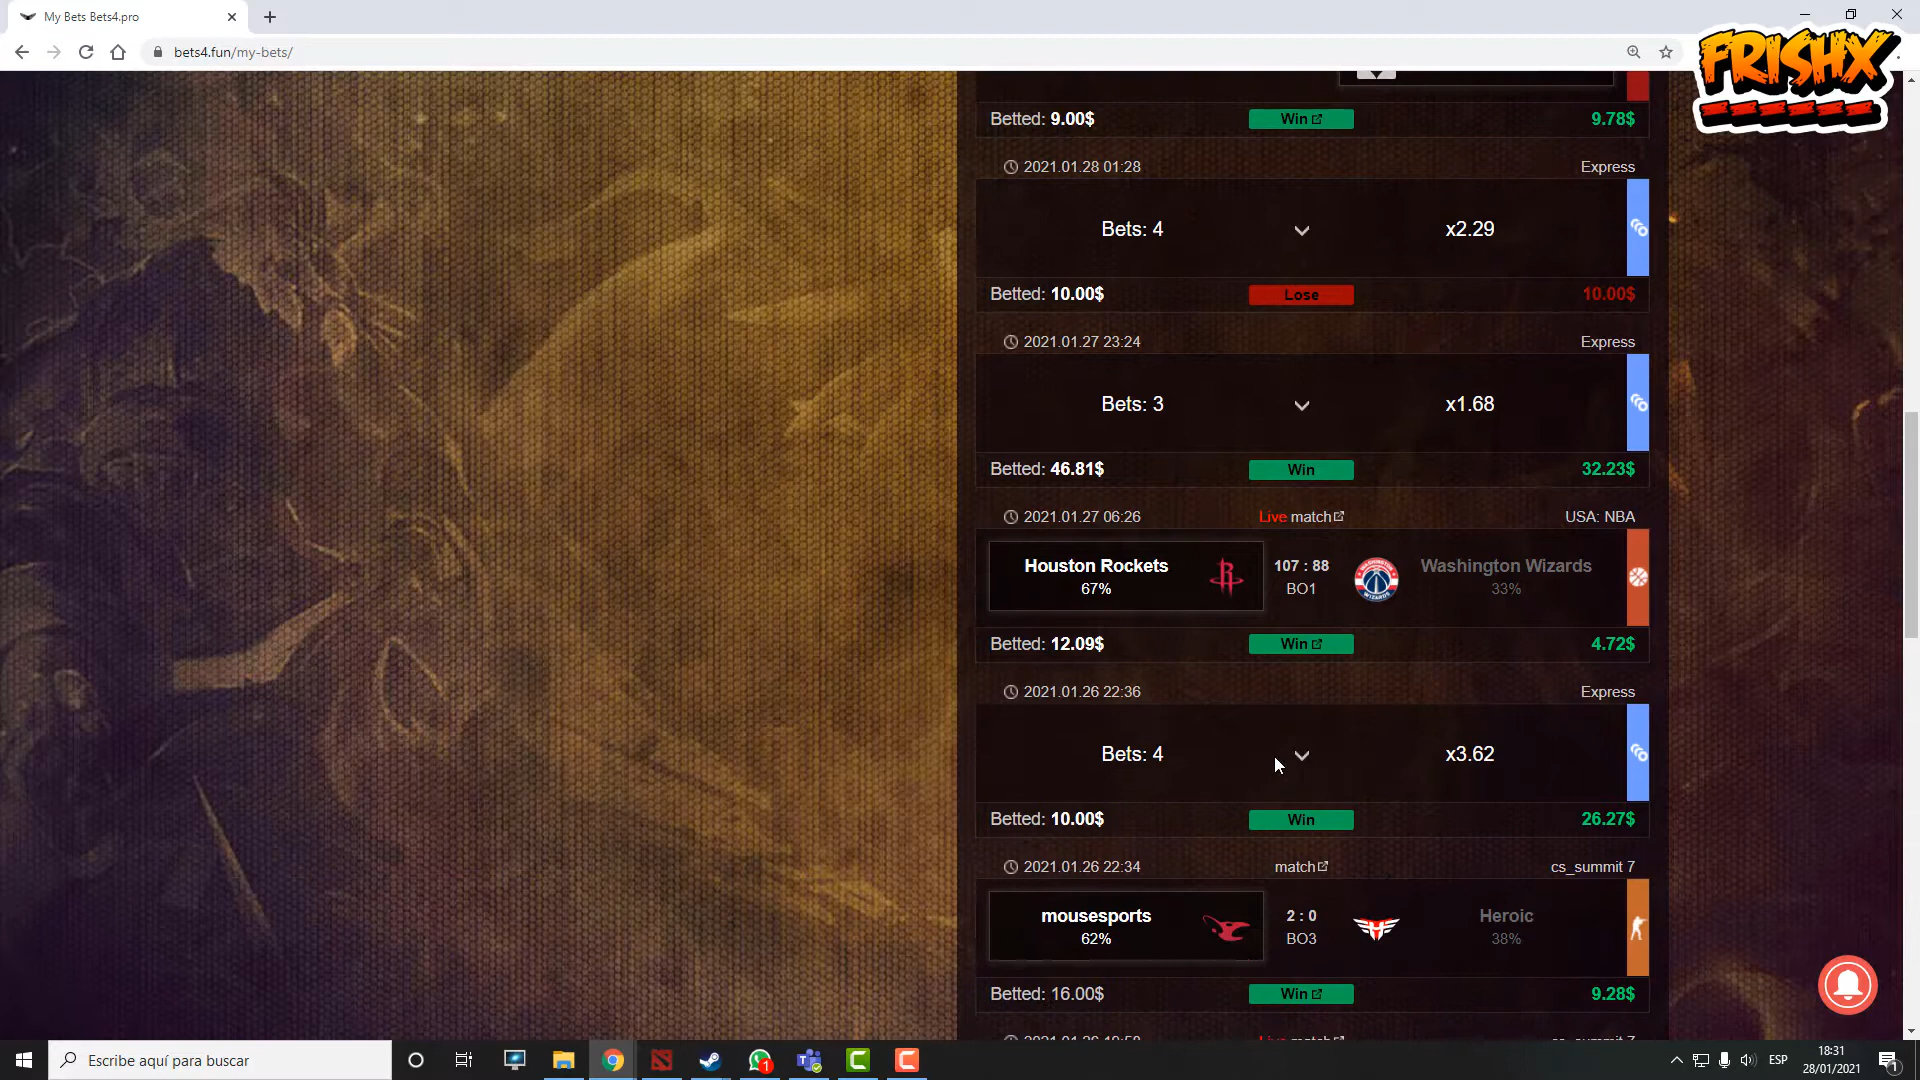 My Bets Bets4.pro
bets4.fun/my-bets/
FRISHX
Betted: 9.00$ Win 9.78$
2021.01.28 01:28 Express
Bets: 4 x2.29
Betted: 10.00$ Lose 10.00$
2021.01.27 23:24 Express
Bets: 3 x1.68
Betted: 46.81$ Win 32.23$
2021.01.27 06:26 Live match USA: NBA
Houston Rockets 107 : 88 Washington Wizards
67% BO1 33%
Betted: 12.09$ Win 4.72$
2021.01.26 22:36 Express
Bets: 4 x3.62
Betted: 10.00$ Win 26.27$
2021.01.26 22:34 match cs_summit 7
mousesports 2 : 0 Heroic
62% BO3 38%
Betted: 16.00$ Win 9.28$
Escribe aquí para buscar
ESP
18:31
28/01/2021